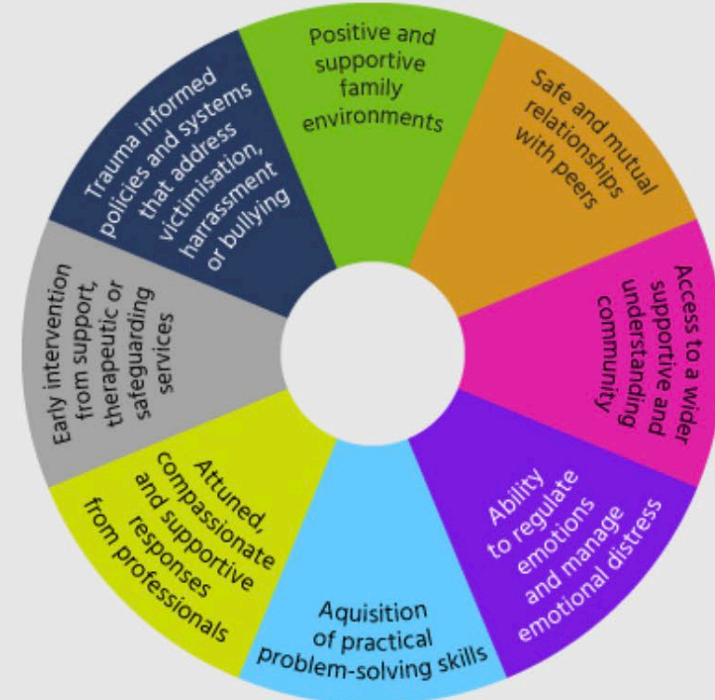 Positive and
supportive
family
environments
Safe and mutual
relationships
with peers
Access to a wider
supportive and
understanding
community
Ability
to regulate
emotions
and manage
emotional distress
Aquisition
of practical
problem-solving skills
Attuned,
compassionate
and supportive
responses
from professionals
Early intervention
from support,
therapeutic or
safeguarding
services
Trauma informed
policies and systems
that address
victimisation,
harrassment
or bullying